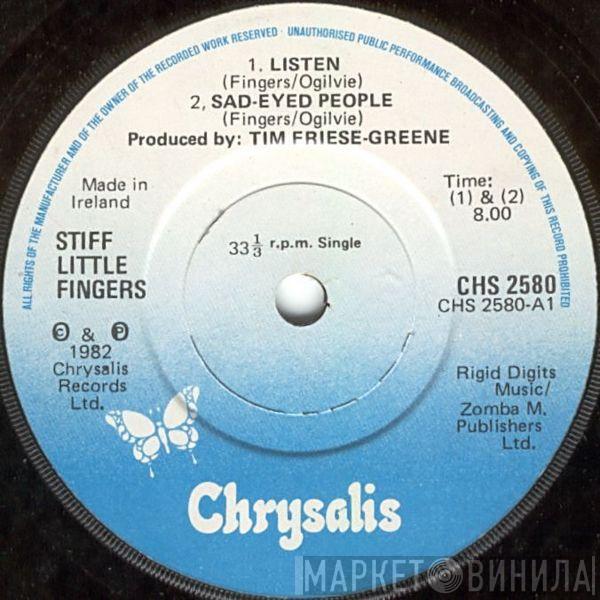 ALL RIGHTS OF THE MANUFACTURER AND OF THE OWNER OF THE RECORDED WORK RESERVED · UNAUTHORISED PUBLIC PERFORMANCE BROADCASTING AND COPYING OF THIS RECORD PROHIBITED
1. LISTEN
(Fingers/Ogilvie)
2, SAD-EYED PEOPLE
(Fingers/Ogilvie)
Produced by: TIM FRIESE-GREENE
Made in
Ireland
Time:
(1) & (2)
8.00
33 1/3 r.p.m. Single
STIFF
LITTLE
FINGERS
CHS 2580
CHS 2580-A1
© & ℗
1982
Chrysalis
Records
Ltd.
Rigid Digits
Music/
Zomba M.
Publishers
Ltd.
Chrysalis
МАРКЕТ ВИНИЛА